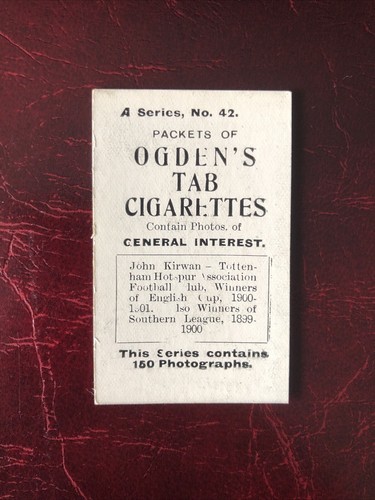 A Series, No. 42.
PACKETS OF
OGDEN'S
TAB
CIGARETTES
Contain Photos. of
GENERAL INTEREST.
John Kirwan – Totten-
ham Hotspur Association
Football Club, Winners
of English Cup, 1900-
1901. Also Winners of
Southern League, 1899-
1900
This Series contains
150 Photographs.